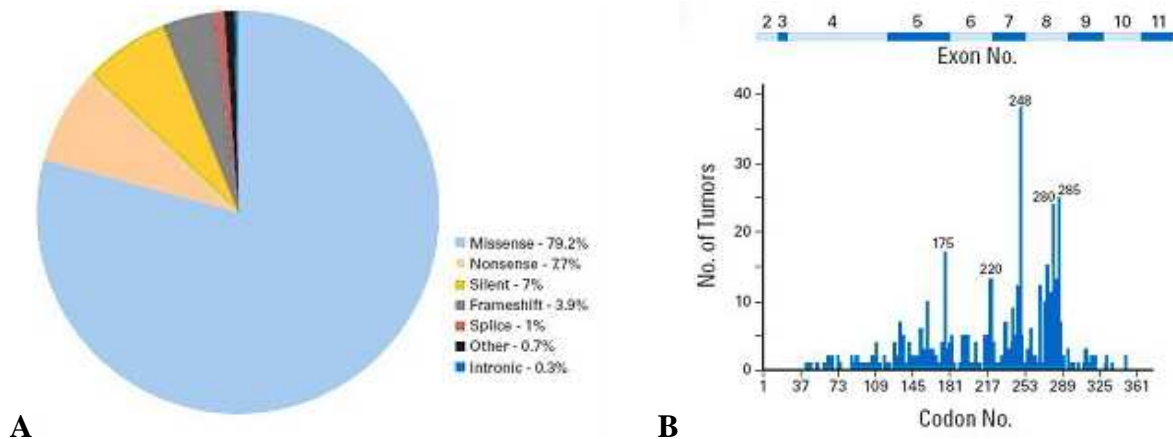 Missense - 79.2%
Nonsense - 7.7%
Silent - 7%
Frameshift - 3.9%
Splice - 1%
Other - 0.7%
Intronic - 0.3%
A
2 3 4 5 6 7 8 9 10 11
Exon No.
No. of Tumors
40
30
20
10
0
175
220
248
280
285
1 37 73 109 145 181 217 253 289 325 361
Codon No.
B